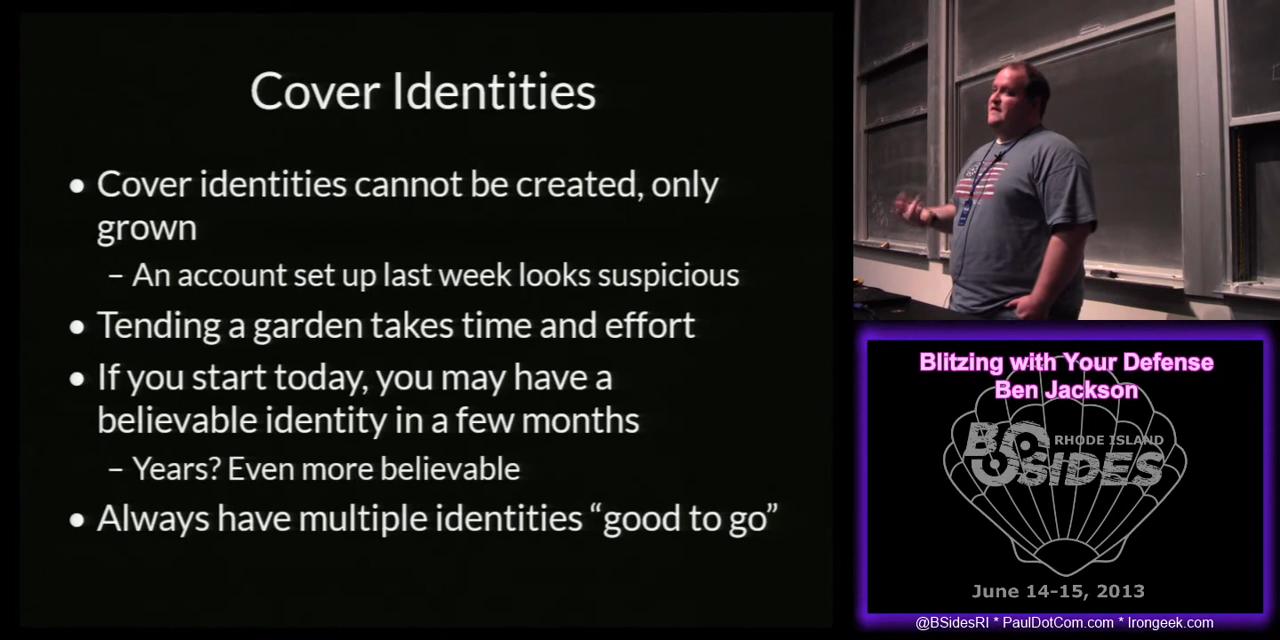 Cover Identities
• Cover identities cannot be created, only
grown
– An account set up last week looks suspicious
• Tending a garden takes time and effort
• If you start today, you may have a
believable identity in a few months
– Years? Even more believable
• Always have multiple identities “good to go”
Blitzing with Your Defense
Ben Jackson
BSIDES
RHODE ISLAND
June 14-15, 2013
@BSidesRI * PaulDotCom.com * Irongeek.com